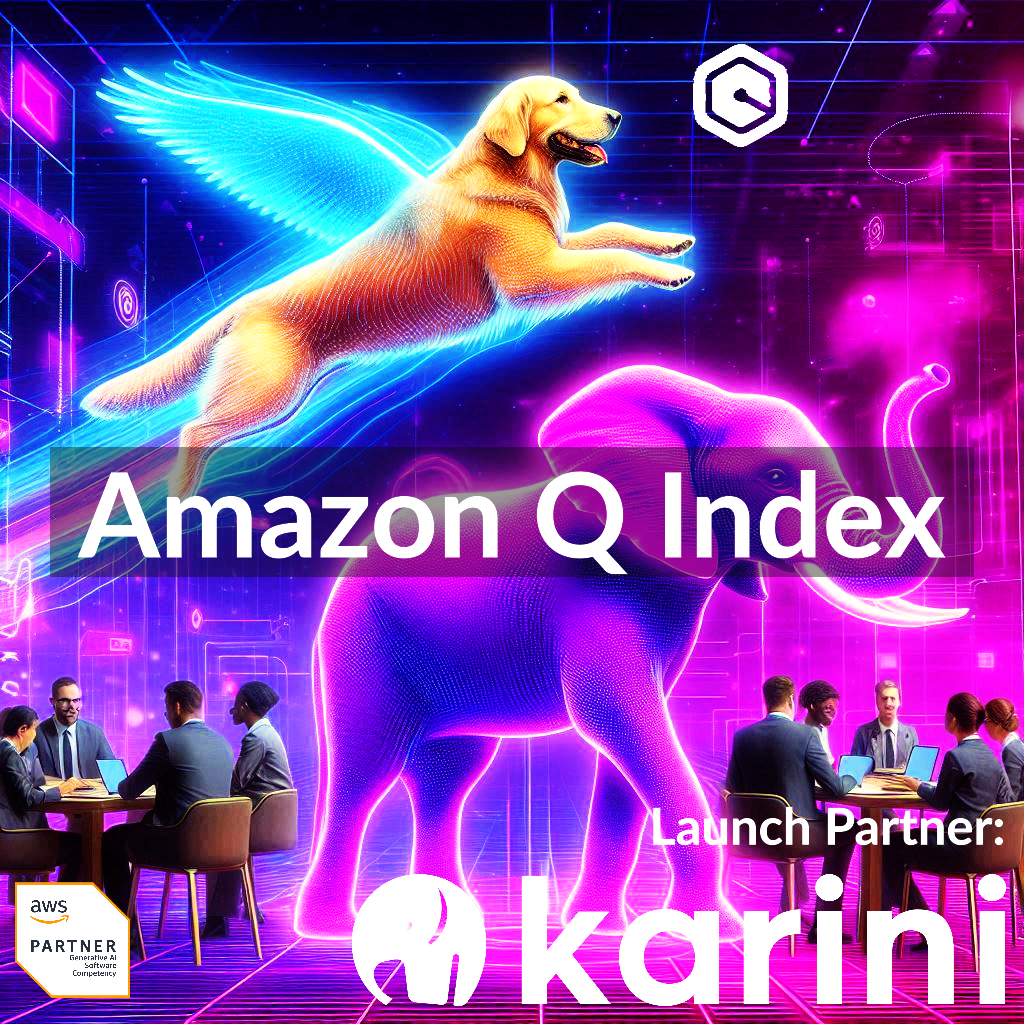 Amazon Q Index
Launch Partner:
karini
aws
PARTNER
Generative AI
Software
Competency